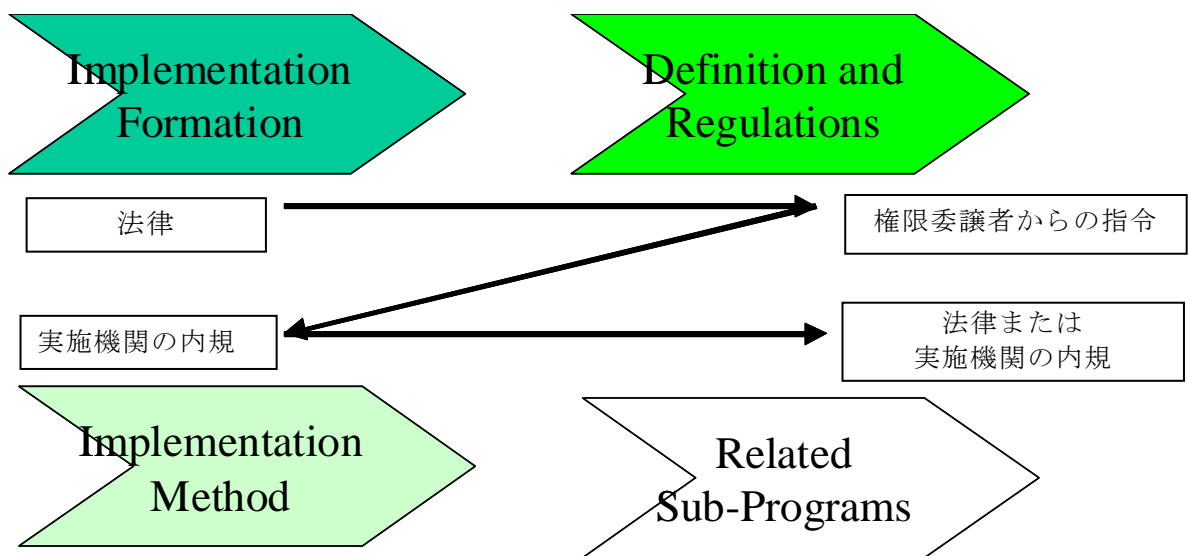 Implementation
Formation
Definition and
Regulations
法律
権限委譲者からの指令
実施機関の内規
法律または
実施機関の内規
Implementation
Method
Related
Sub-Programs